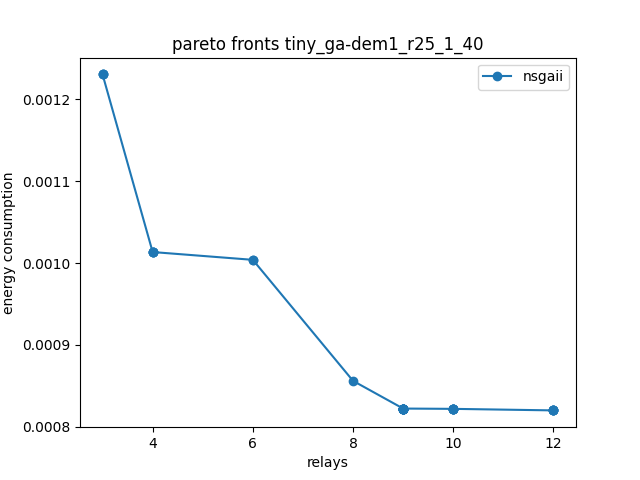 pareto fronts tiny_ga-dem1_r25_1_40
nsgaii
energy consumption
0.0012
0.0011
0.0010
0.0009
0.0008
4 6 8 10 12
relays